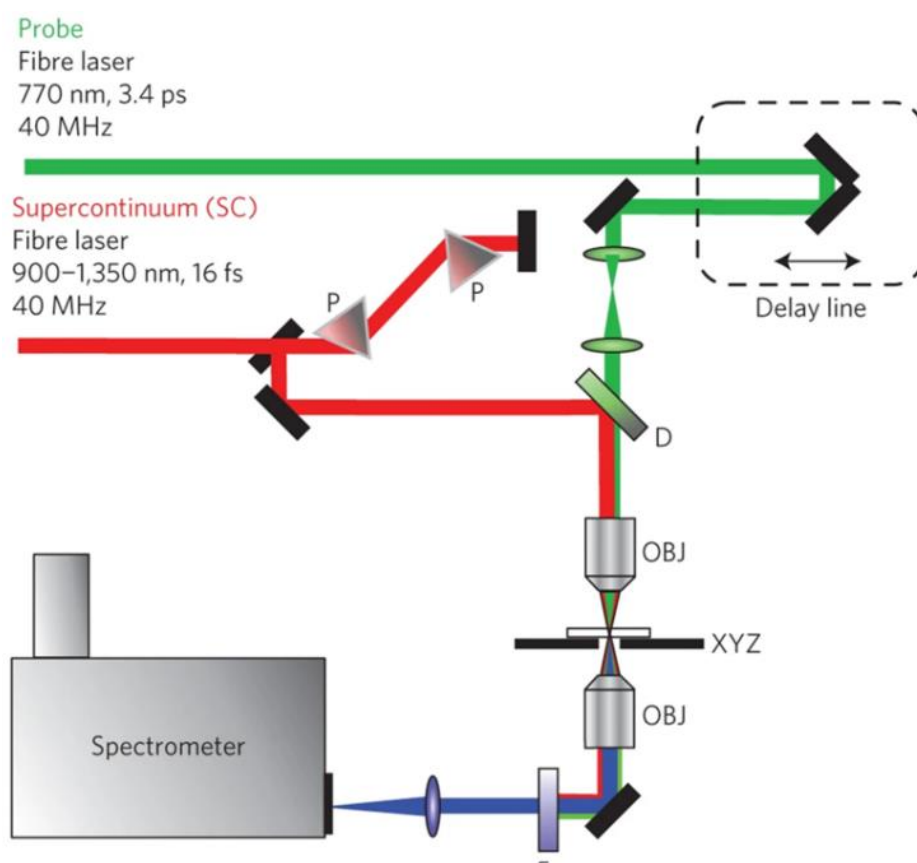 Probe
Fibre laser
770 nm, 3.4 ps
40 MHz
Supercontinuum (SC)
Fibre laser
900–1,350 nm, 16 fs
40 MHz
P
P
Delay line
D
OBJ
XYZ
OBJ
Spectrometer